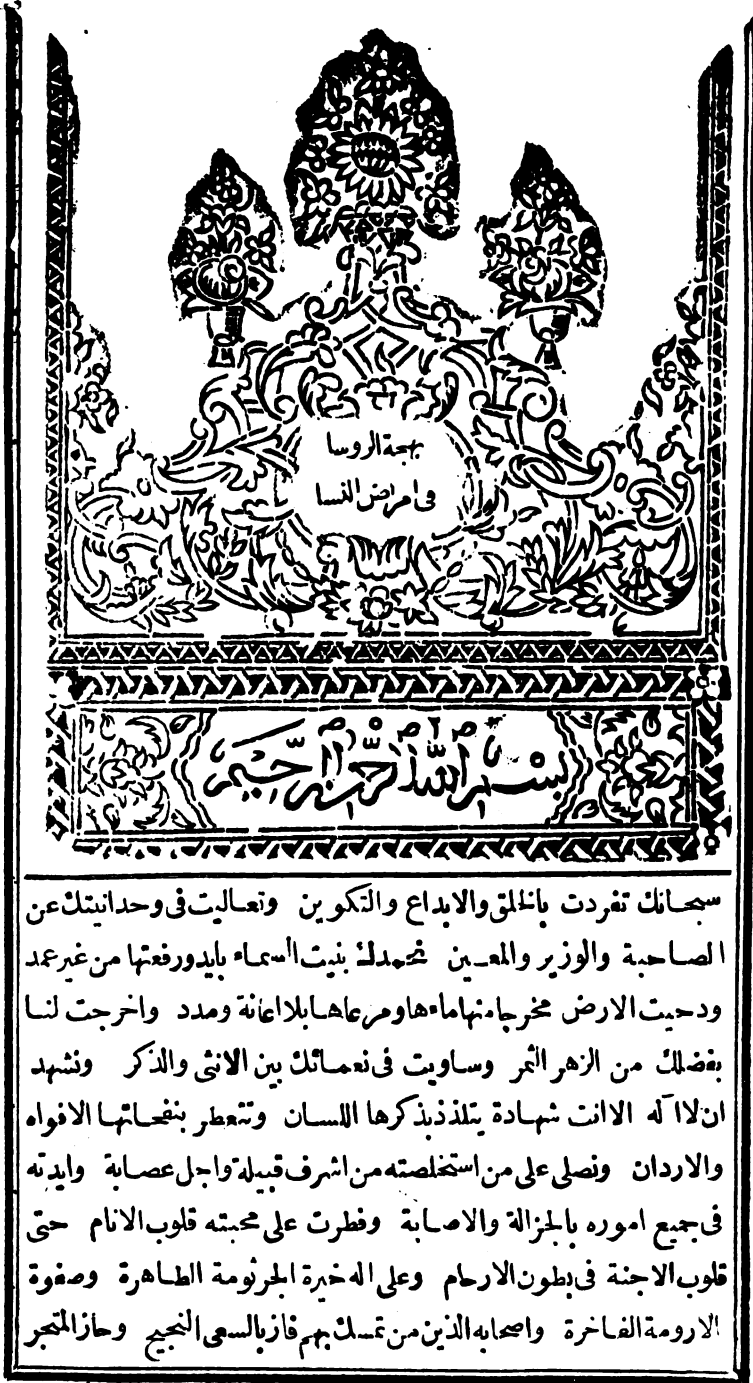 بهجة الروسا
فى امراض النسا
بسم الله الرحمن الرحيم
سبحانك تفردت بالخلق والابداع والتكوين وتعاليت فى وحدانيتك عن
الصاحبة والوزير والمعين نحمدك بنيت السماء بايد ورفعتها من غير عمد
ودحيت الارض مخرجا منها ماءها ومرعاها بلا اعانة ومدد واخرجت لنا
بفضلك من الزهر الثمر وساويت فى نعمائك بين الانثى والذكر ونشهد
ان لا اله الا انت شهادة يتلذذ بذكرها اللسان وتتعطر بنفحاتها الافواه
والاردان ونصلى على من استخلصته من اشرف قبيلة واجل عصابة وايدته
فى جميع اموره بالجزالة والاصابة وفطرت على محبته قلوب الانام حتى
قلوب الاجنة فى بطون الارحام وعلى اله خيرة الجرثومة الطاهرة وصفوة
الارومة الفاخرة واصحابه الذين من تمسك بهم فاز بالسعى النجيح وحاز المتجر